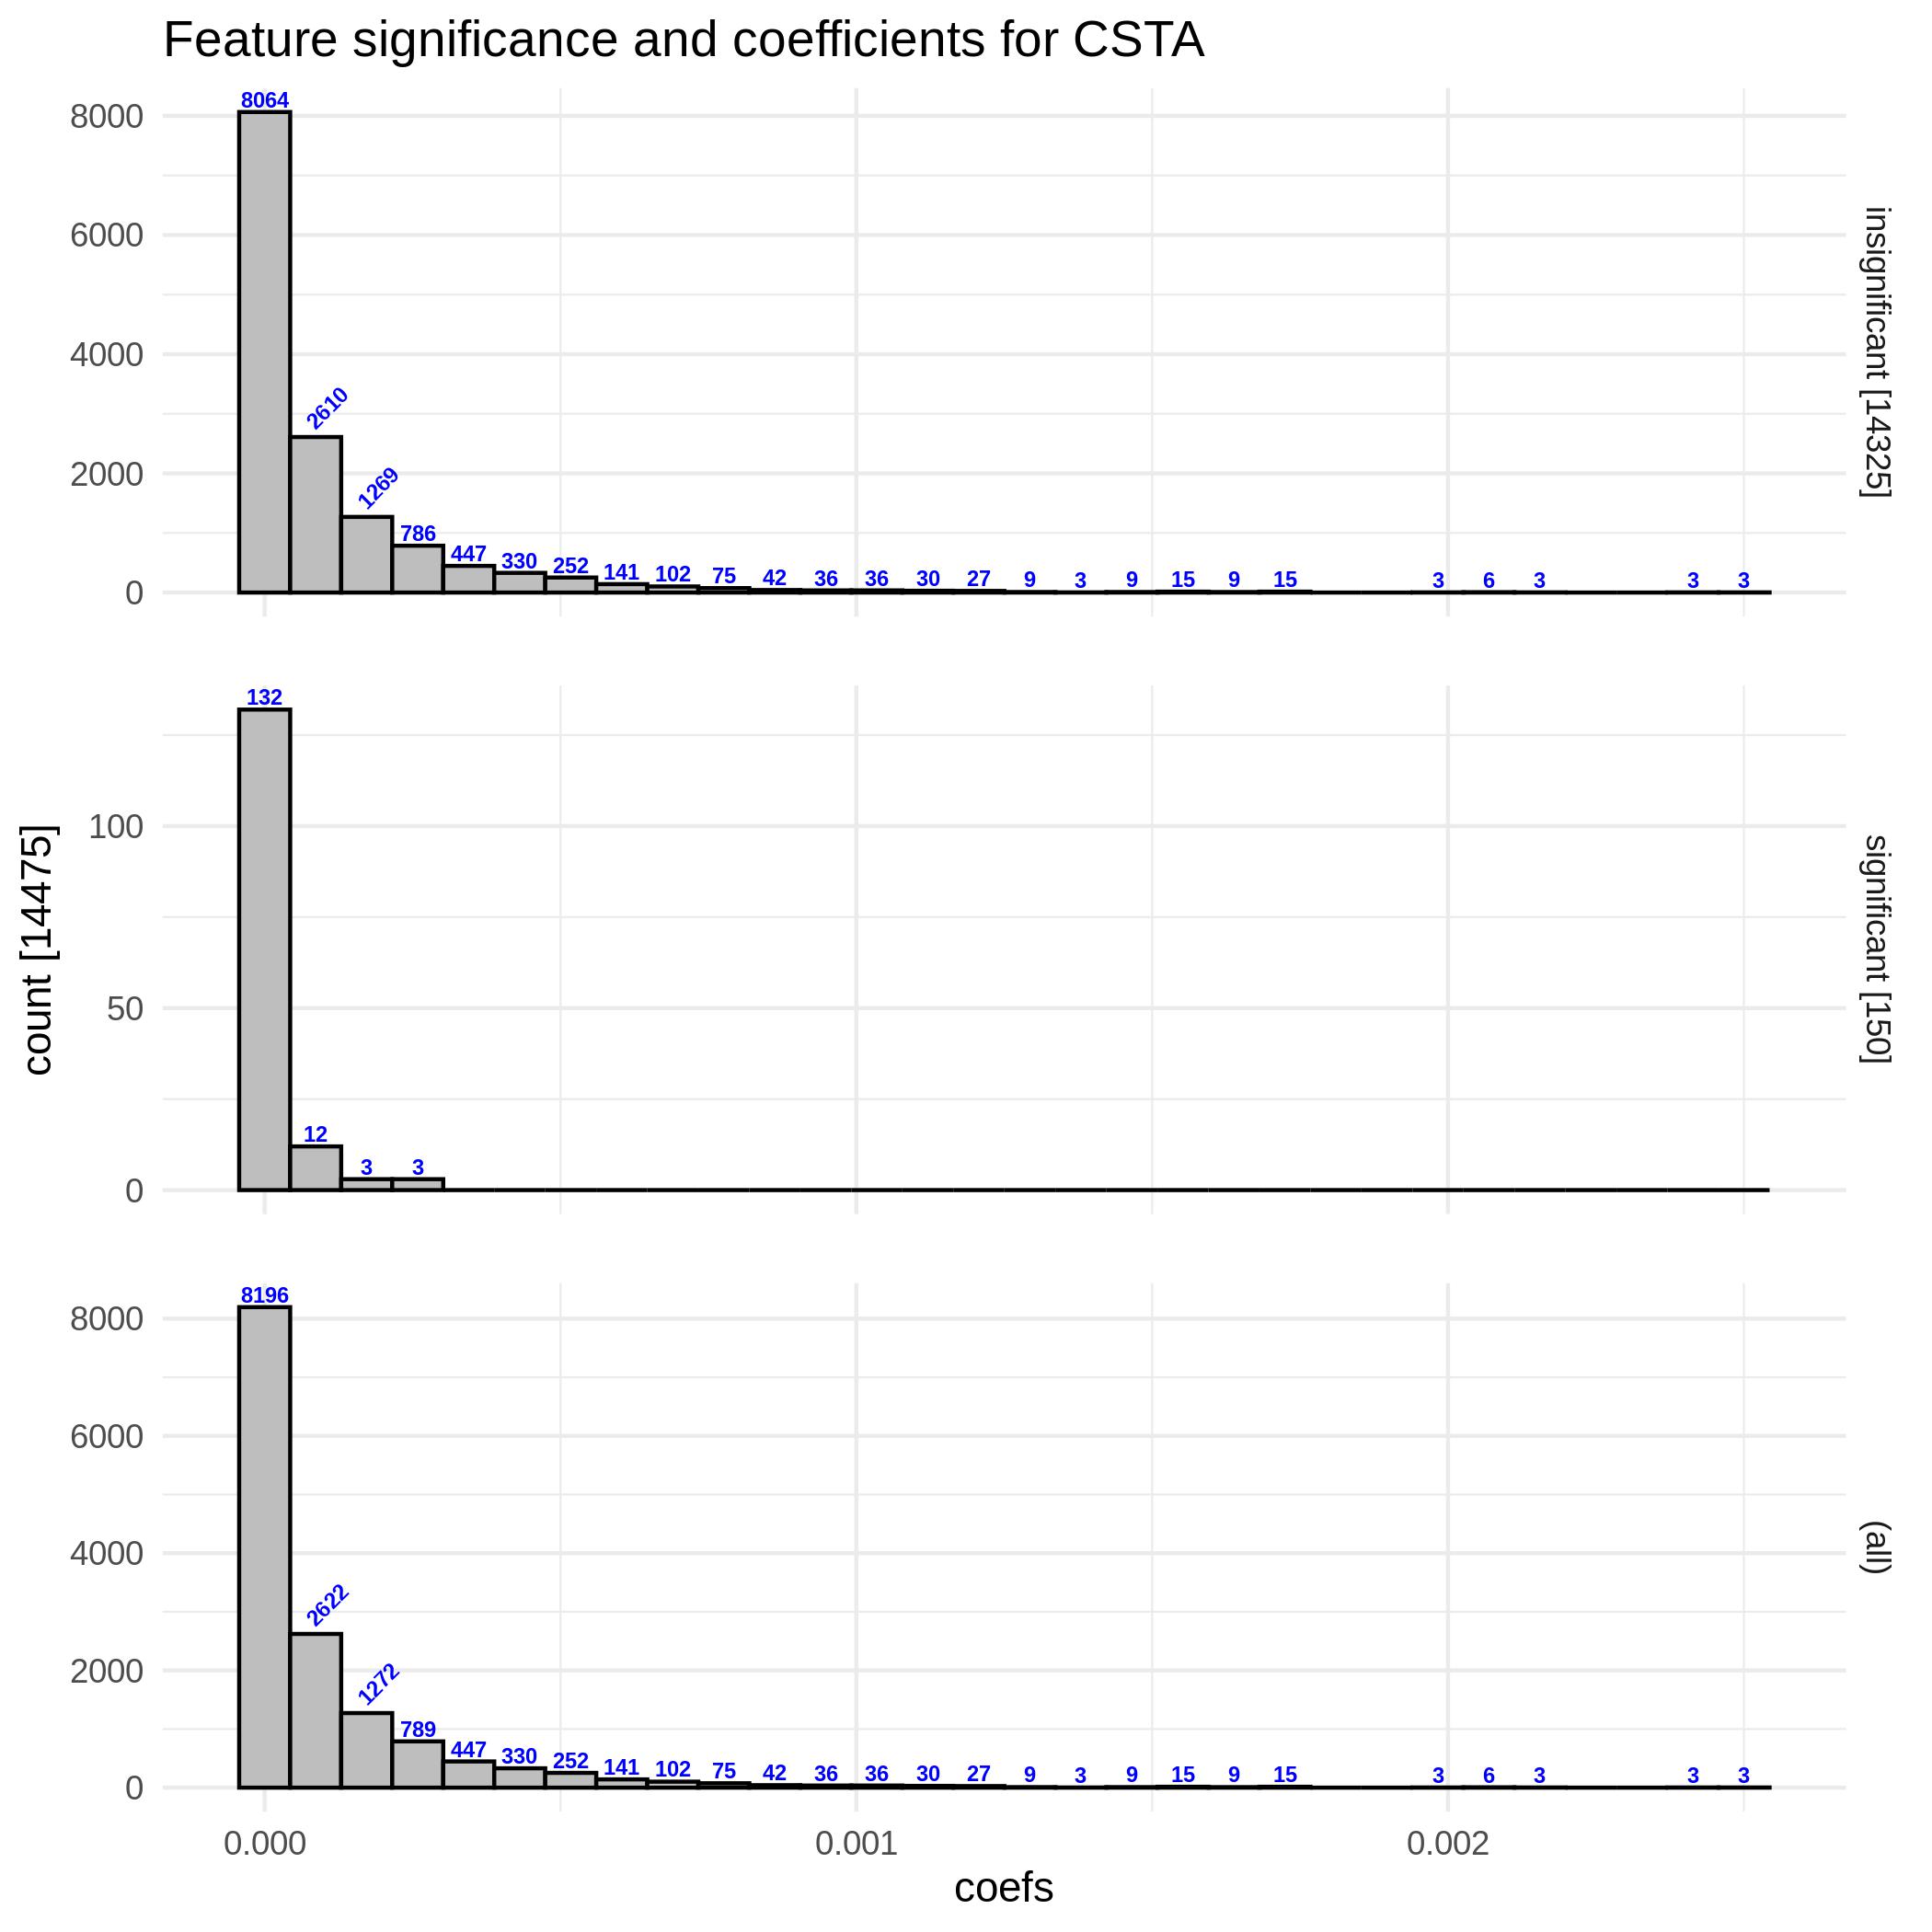 Feature significance and coefficients for CSTA
count [14475]
8000
6000
4000
2000
0
8064
2610
1269
786
447 330 252 141 102 75 42 36 36 30 27 9 3 9 15 9 15 3 6 3 3 3
insignificant [14325]
100
50
0
132
12
3 3
significant [150]
8000
6000
4000
2000
0
8196
2622
1272
789
447 330 252 141 102 75 42 36 36 30 27 9 3 9 15 9 15 3 6 3 3 3
(all)
0.000 0.001 0.002
coefs